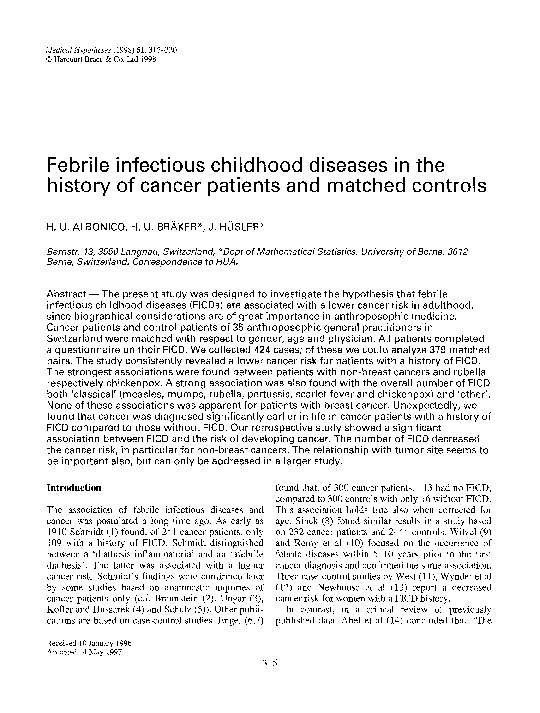 Medical Hypotheses (1998) 51,
© Harcourt Brace & Co. Ltd 1998
Febrile infectious childhood diseases in the
history of cancer patients and matched controls
H. U. ALBONICO, H. U. BRÄKER*, J. HÜSLER*
Bernstr. 13, 3550 Langnau, Switzerland, *Dept of Mathematical Statistics, University of Berne, 3012
Berne, Switzerland. Correspondence to HUA.
Abstract — The present study was designed to investigate the hypothesis that febrile
infectious childhood diseases (FICDs) are associated with a lower cancer risk in adulthood,
since biographical considerations are of great importance in anthroposophic medicine.
Cancer patients and control patients of 35 anthroposophic general practitioners in
Switzerland were matched with respect to gender, age and physician. All patients completed
a questionnaire on their FICD. We collected 424 cases; of these we could analyze 379 matched
pairs. The study consistently revealed a lower cancer risk for patients with a history of FICD.
The strongest associations were found between patients with non-breast cancers and rubella
respectively chickenpox. A strong association was also found with the overall number of FICD
both 'classical' (measles, mumps, rubella, pertussis, scarlet fever and chickenpox) and 'other'.
None of these associations was apparent for patients with breast cancer. Unexpectedly, we
found that cancer was diagnosed significantly earlier in life in cancer patients with a history of
FICD compared to those without FICD. Our retrospective study showed a significant
association between FICD and the risk of developing cancer. The number of FICD decreased
the cancer risk, in particular for non-breast cancers. The relationship with tumor site seems to
be important also, but can only be addressed in a larger study.
Introduction
The association of febrile infectious diseases and
cancer was postulated a long time ago. As early as
1910 Schmidt (1) found, of 241 cancer patients, only
109 with a history of FICD. Schmidt distinguished
between a 'diathesis inflammatoria' and an 'afebrile
diathesis'. The latter was associated with a higher
cancer risk. Schmidt's findings were confirmed later
by some studies based on anamnestic inquiries of
cancer patients only (e.g. Braunstein (2), Ungar (3),
Kofler and Hussarek (4) and Schulz (5)). Other publi-
cations are based on case control studies. Jorge, (6,7)
found that, of 300 cancer patients, 113 had no FICD,
compared to 300 controls with only 16 without FICD.
This association holds true also when corrected for
age. Sinek (8) found similar results in a study based
on 232 cancer patients and controls. Witzel (9)
and Remy et al (10) focused on the occurrence of
febrile diseases within 5–10 years prior to the first
cancer diagnosis and confirmed the same association.
Three case control studies by West (11), Wynder et al
(12) and Newhouse et al (13) report a decreased
cancer risk for women with a FICD history.
In contrast, in a critical review of previously
published data, Abel et al (14) concluded that 'The
Received 10 January 1996
Accepted May 1997